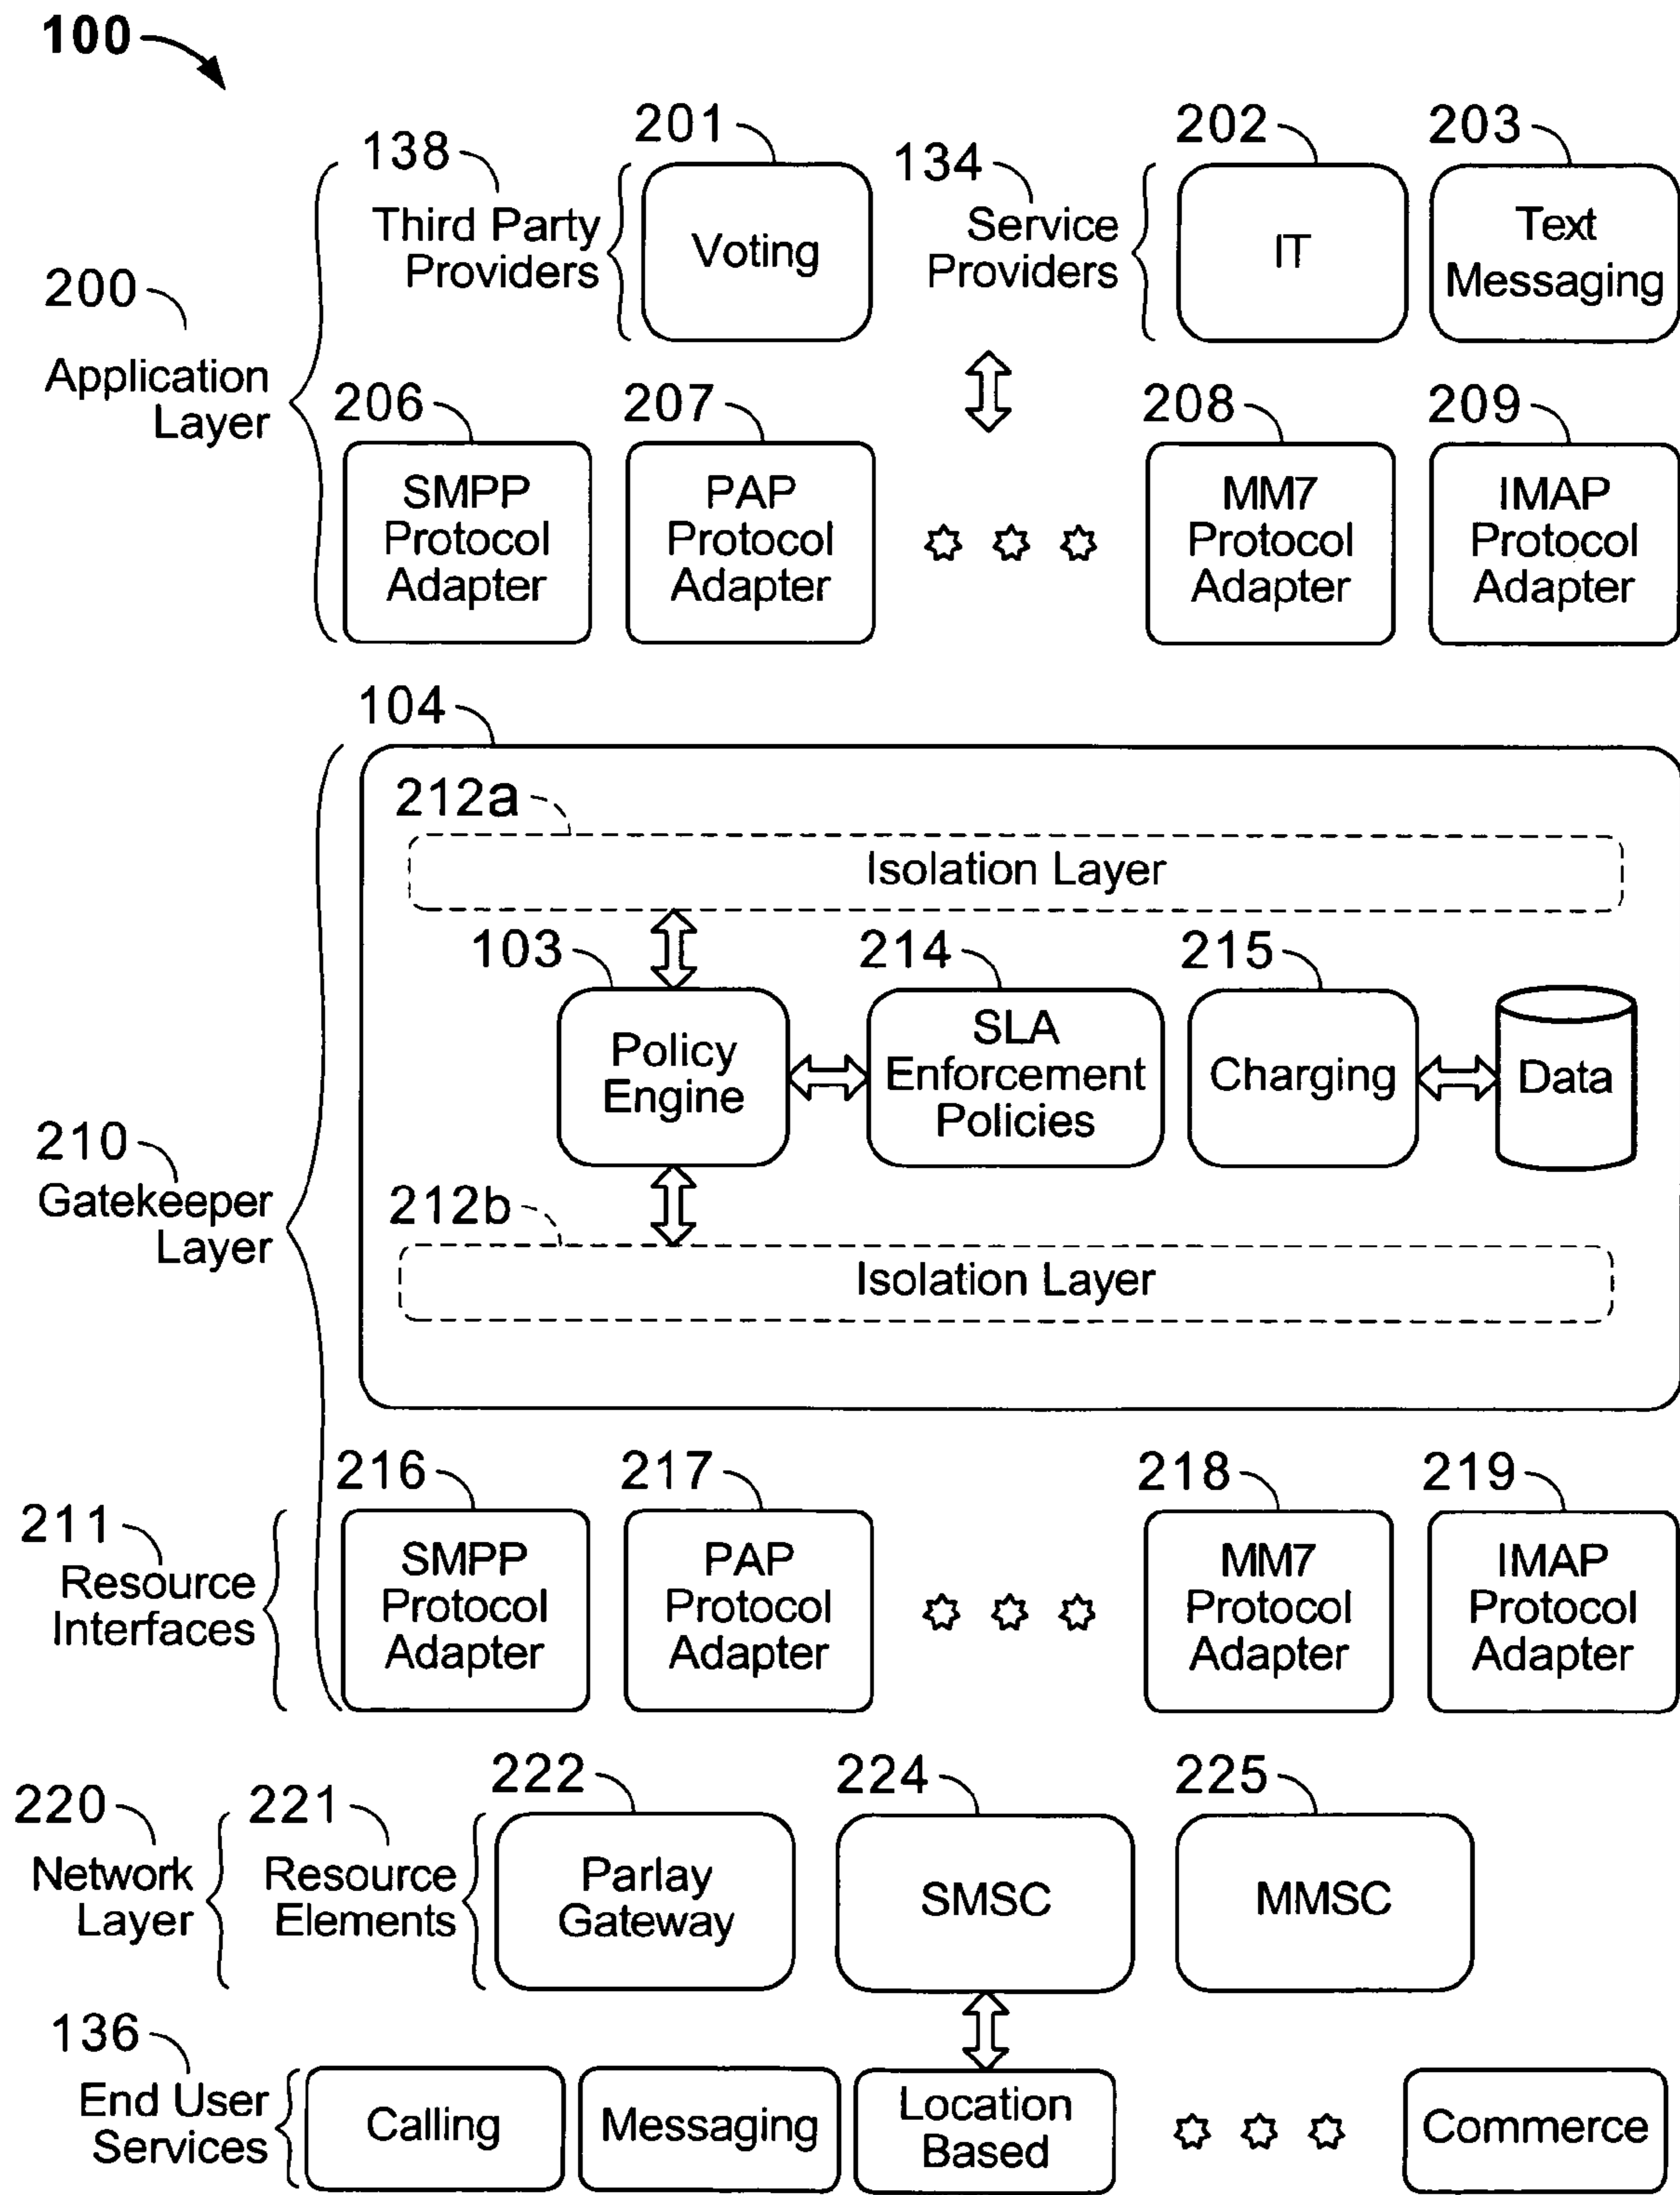 100
138
201
134
202
203
Third Party
Providers
Voting
Service
Providers
IT
Text
Messaging
200
Application
Layer
206
207
208
209
SMPP
Protocol
Adapter
PAP
Protocol
Adapter
MM7
Protocol
Adapter
IMAP
Protocol
Adapter
104
212a
Isolation Layer
103
214
215
Policy
Engine
SLA
Enforcement
Policies
Charging
Data
210
Gatekeeper
Layer
212b
Isolation Layer
216
217
218
219
211
Resource
Interfaces
SMPP
Protocol
Adapter
PAP
Protocol
Adapter
MM7
Protocol
Adapter
IMAP
Protocol
Adapter
220
221
222
224
225
Network
Layer
Resource
Elements
Parlay
Gateway
SMSC
MMSC
136
End User
Services
Calling
Messaging
Location
Based
Commerce